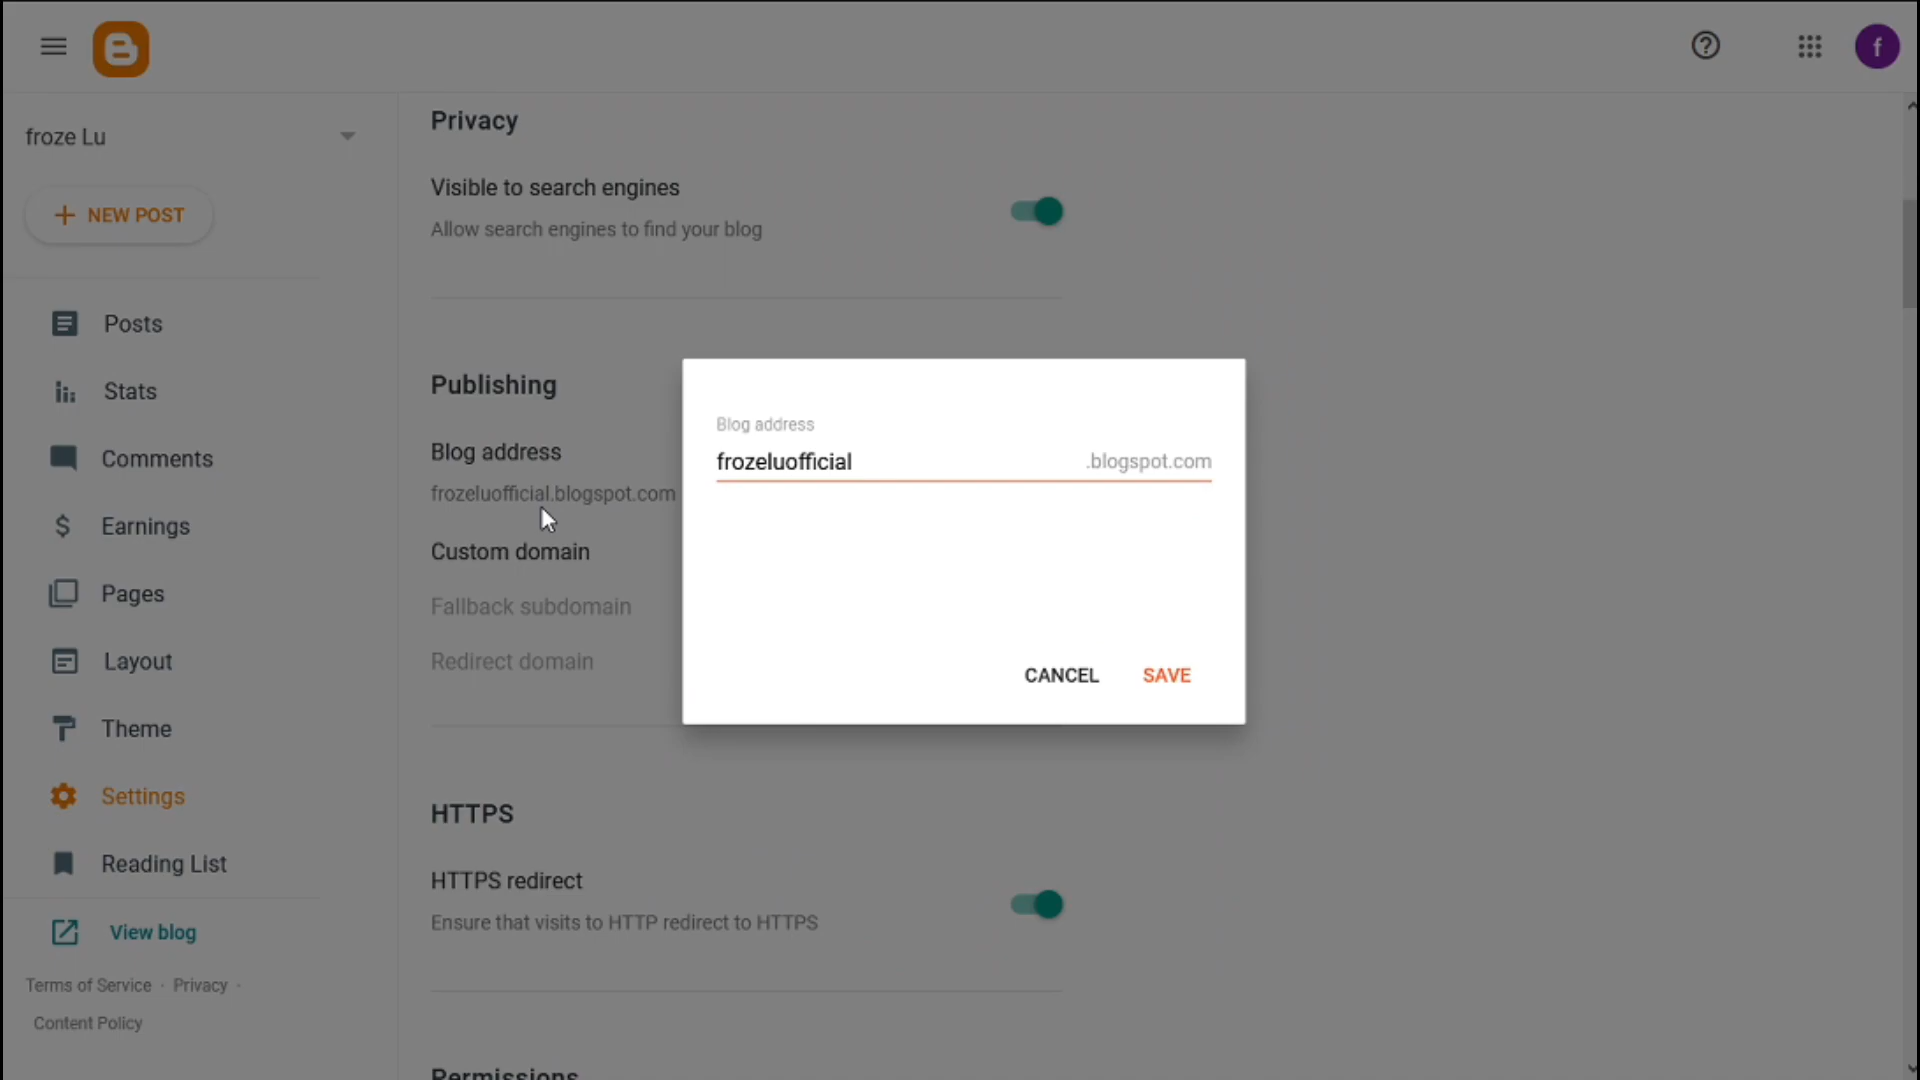 f
froze Lu
NEW POST
Posts
Stats
Comments
Earnings
Pages
Layout
Theme
Settings
Reading List
View blog
Terms of Service · Privacy ·
Content Policy
Privacy
Visible to search engines
Allow search engines to find your blog
Publishing
Blog address
frozeluofficial.blogspot.com
Custom domain
Fallback subdomain
Redirect domain
HTTPS
HTTPS redirect
Ensure that visits to HTTP redirect to HTTPS
Permissions
Blog address
frozeluofficial .blogspot.com
CANCEL SAVE